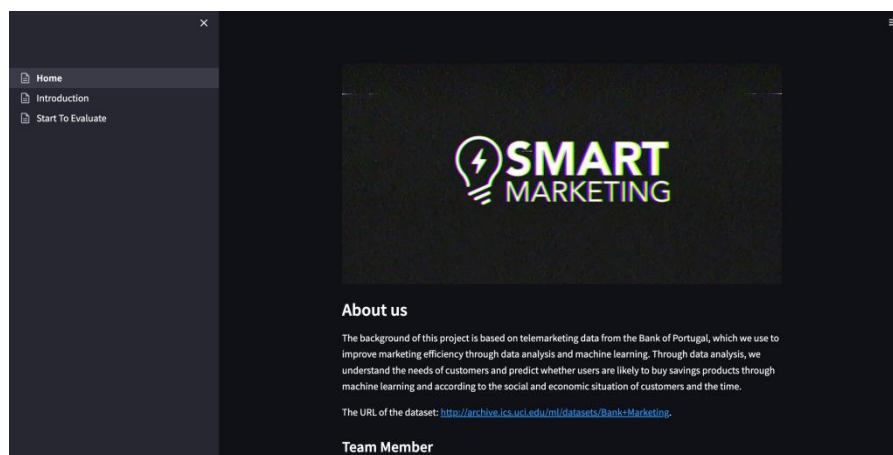 Home
Introduction
Start To Evaluate
SMART
MARKETING
About us
The background of this project is based on telemarketing data from the Bank of Portugal, which we use to
improve marketing efficiency through data analysis and machine learning. Through data analysis, we
understand the needs of customers and predict whether users are likely to buy savings products through
machine learning and according to the social and economic situation of customers and the time.
The URL of the dataset: http://archive.ics.uci.edu/ml/datasets/Bank+Marketing.
Team Member